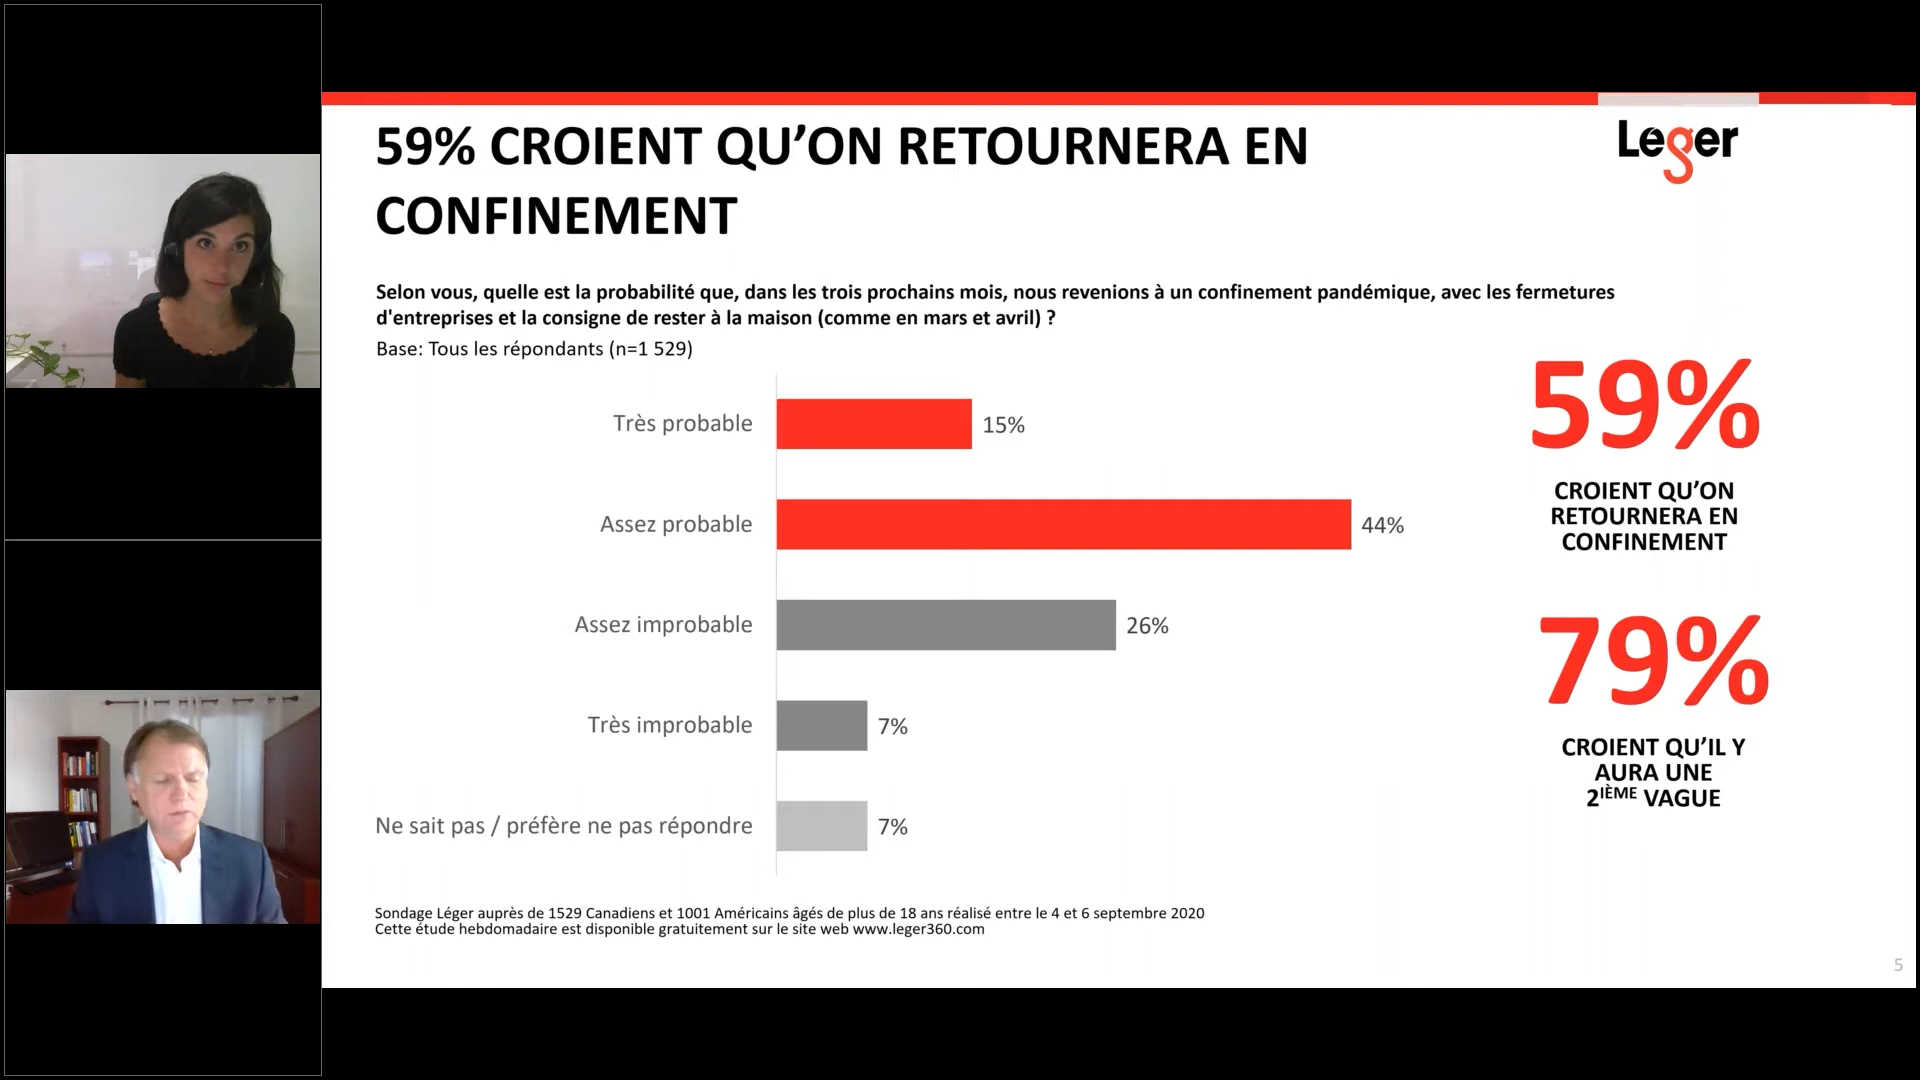 Leger
59% CROIENT QU’ON RETOURNERA EN
CONFINEMENT
Selon vous, quelle est la probabilité que, dans les trois prochains mois, nous revenions à un confinement pandémique, avec les fermetures
d'entreprises et la consigne de rester à la maison (comme en mars et avril) ?
Base: Tous les répondants (n=1 529)
Très probable 15%
Assez probable 44%
Assez improbable 26%
Très improbable 7%
Ne sait pas / préfère ne pas répondre 7%
59%
CROIENT QU’ON
RETOURNERA EN
CONFINEMENT
79%
CROIENT QU’IL Y
AURA UNE
2IÈME VAGUE
Sondage Léger auprès de 1529 Canadiens et 1001 Américains âgés de plus de 18 ans réalisé entre le 4 et 6 septembre 2020
Cette étude hebdomadaire est disponible gratuitement sur le site web www.leger360.com
5